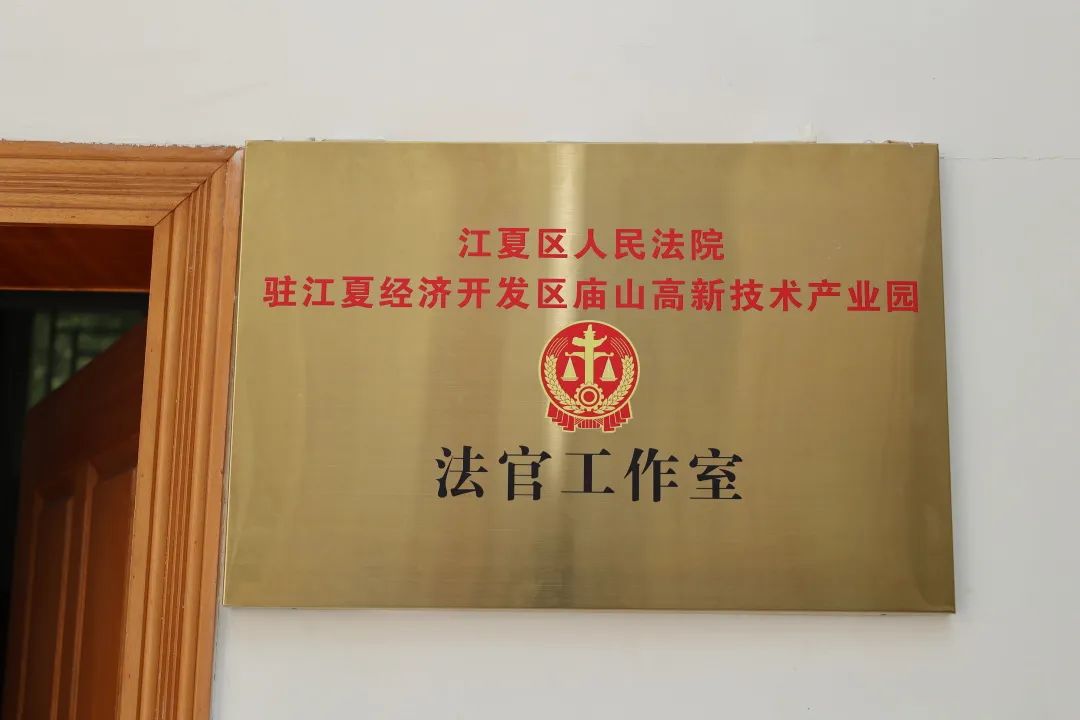 江夏区人民法院
驻江夏经济开发区庙山高新技术产业园
法官工作室